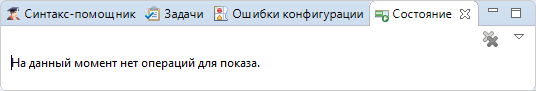 Синтакс-помощник Задачи Ошибки конфигурации Состояние
На данный момент нет операций для показа.